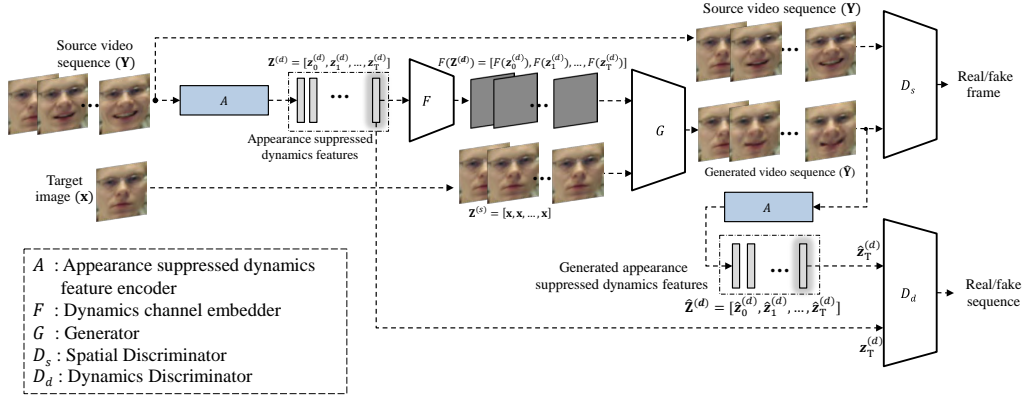 Source video
sequence (Y)
Z^(d) = [z_0^(d), z_1^(d), ..., z_T^(d)]
F(Z^(d)) = [F(z_0^(d)), F(z_1^(d)), ..., F(z_T^(d))]
Source video sequence (Y)
A
F
G
D_s
Real/fake
frame
Appearance suppressed
dynamics features
Target
image (x)
Z^(s) = [x, x, ..., x]
Generated video sequence (Ŷ)
A
Generated appearance
suppressed dynamics features
Ẑ^(d) = [ẑ_0^(d), ẑ_1^(d), ..., ẑ_T^(d)]
ẑ_T^(d)
z_T^(d)
D_d
Real/fake
sequence
A : Appearance suppressed dynamics
feature encoder
F : Dynamics channel embedder
G : Generator
D_s : Spatial Discriminator
D_d : Dynamics Discriminator